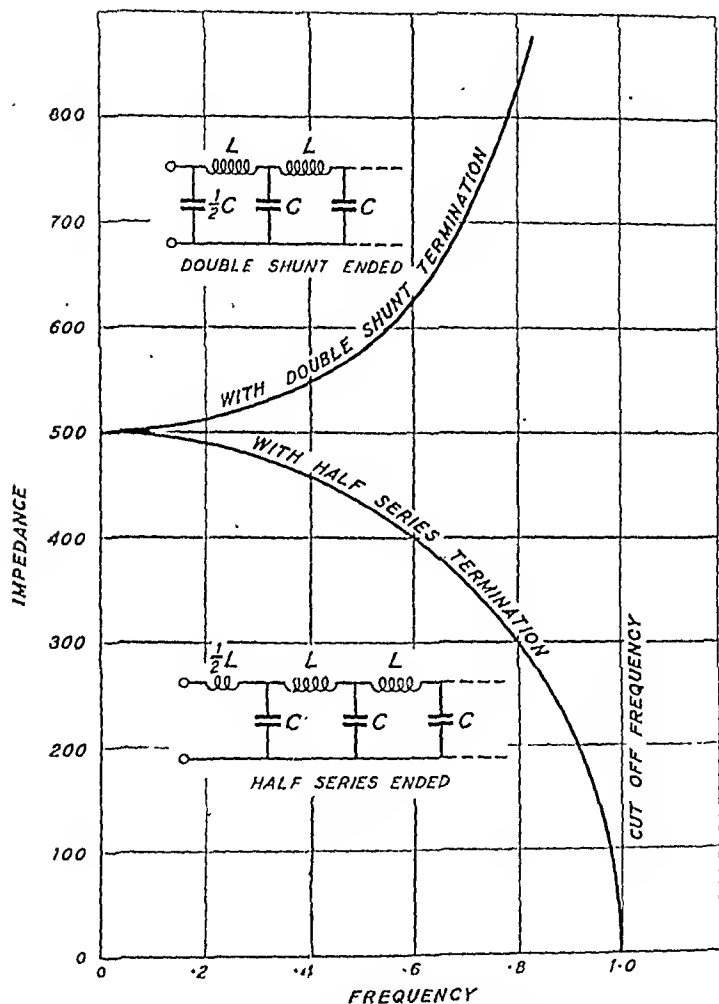 800
L L
½C C C
DOUBLE SHUNT ENDED
700
600
WITH DOUBLE SHUNT TERMINATION
500
WITH HALF SERIES TERMINATION
400
IMPEDANCE
300
½L L L
C C C
HALF SERIES ENDED
200
100
CUT OFF FREQUENCY
0
0 .2 .4 .6 .8 1.0
FREQUENCY